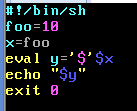 #!/bin/sh
foo=10
x=foo
eval y='$'$x
echo "$y"
exit 0